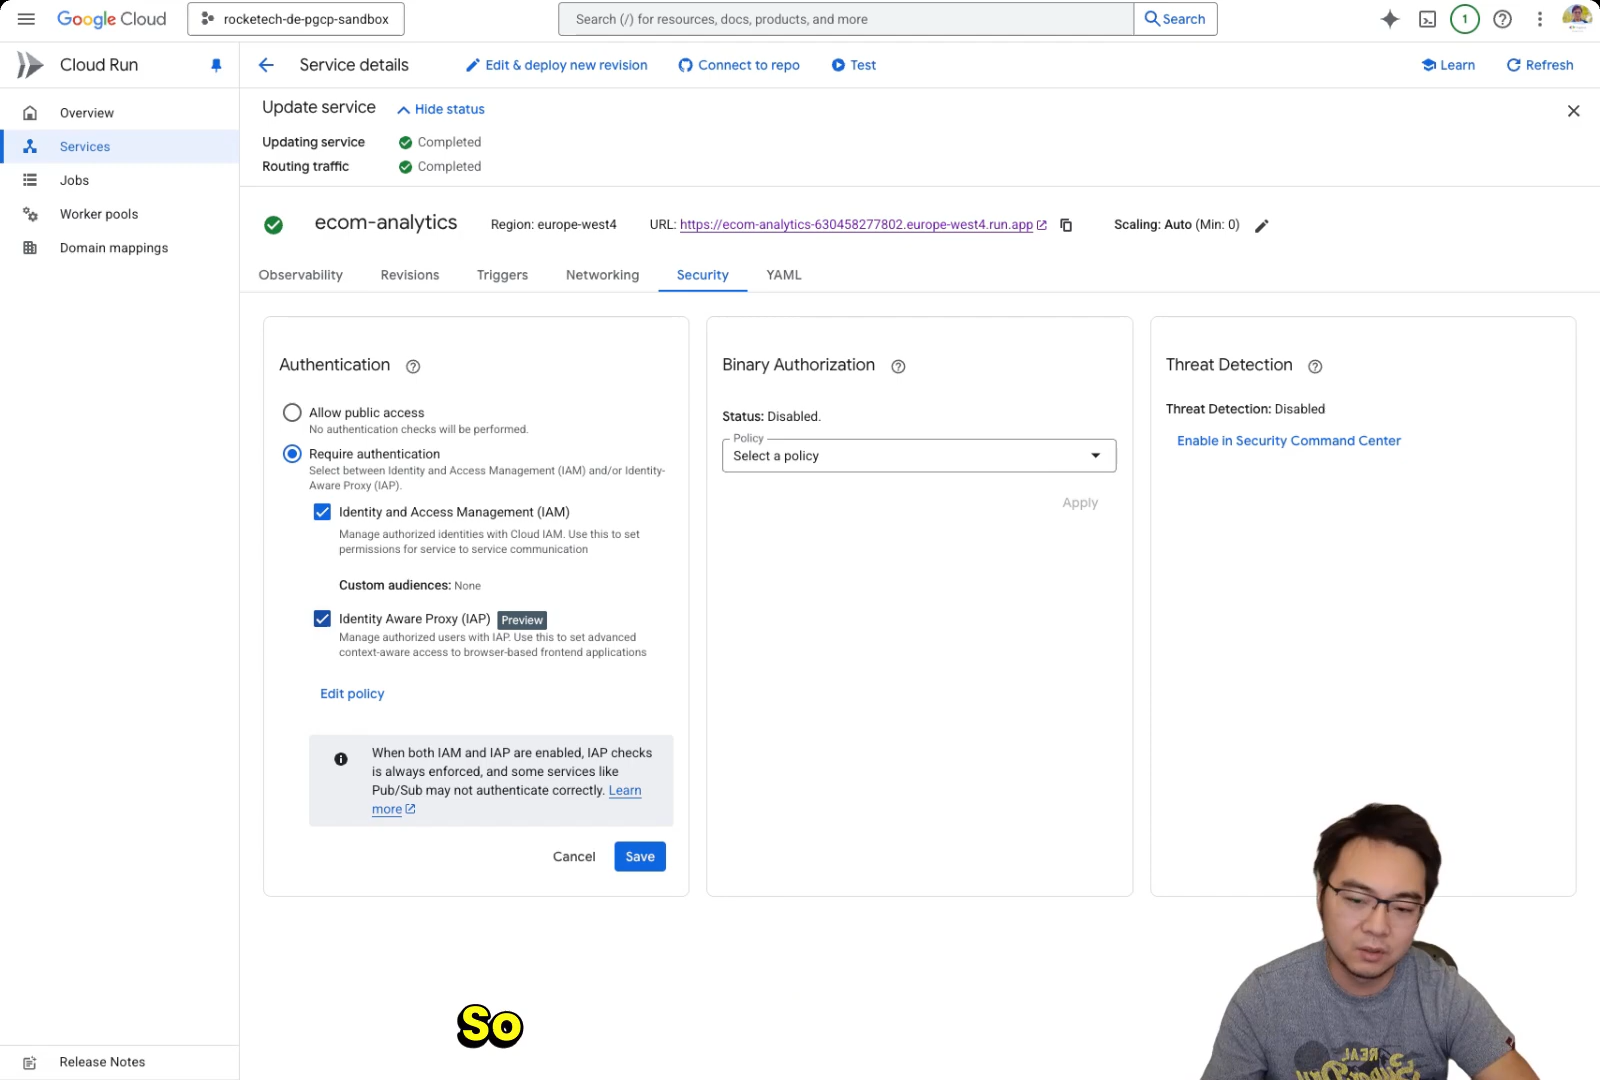 Google Cloud
rocketech-de-pgcp-sandbox
Search (/) for resources, docs, products, and more
Search
1
Cloud Run
Service details
Edit & deploy new revision
Connect to repo
Test
Learn
Refresh
Overview
Services
Jobs
Worker pools
Domain mappings
Release Notes
Update service
Hide status
Updating service
Completed
Routing traffic
Completed
ecom-analytics
Region: europe-west4
URL: https://ecom-analytics-630458277802.europe-west4.run.app
Scaling: Auto (Min: 0)
Observability
Revisions
Triggers
Networking
Security
YAML
Authentication
Allow public access
No authentication checks will be performed.
Require authentication
Select between Identity and Access Management (IAM) and/or Identity-
Aware Proxy (IAP).
Identity and Access Management (IAM)
Manage authorized identities with Cloud IAM. Use this to set
permissions for service to service communication
Custom audiences: None
Identity Aware Proxy (IAP) Preview
Manage authorized users with IAP. Use this to set advanced
context-aware access to browser-based frontend applications
Edit policy
When both IAM and IAP are enabled, IAP checks
is always enforced, and some services like
Pub/Sub may not authenticate correctly. Learn
more
Cancel
Save
Binary Authorization
Status: Disabled.
Policy
Select a policy
Apply
Threat Detection
Threat Detection: Disabled
Enable in Security Command Center
So
REAL